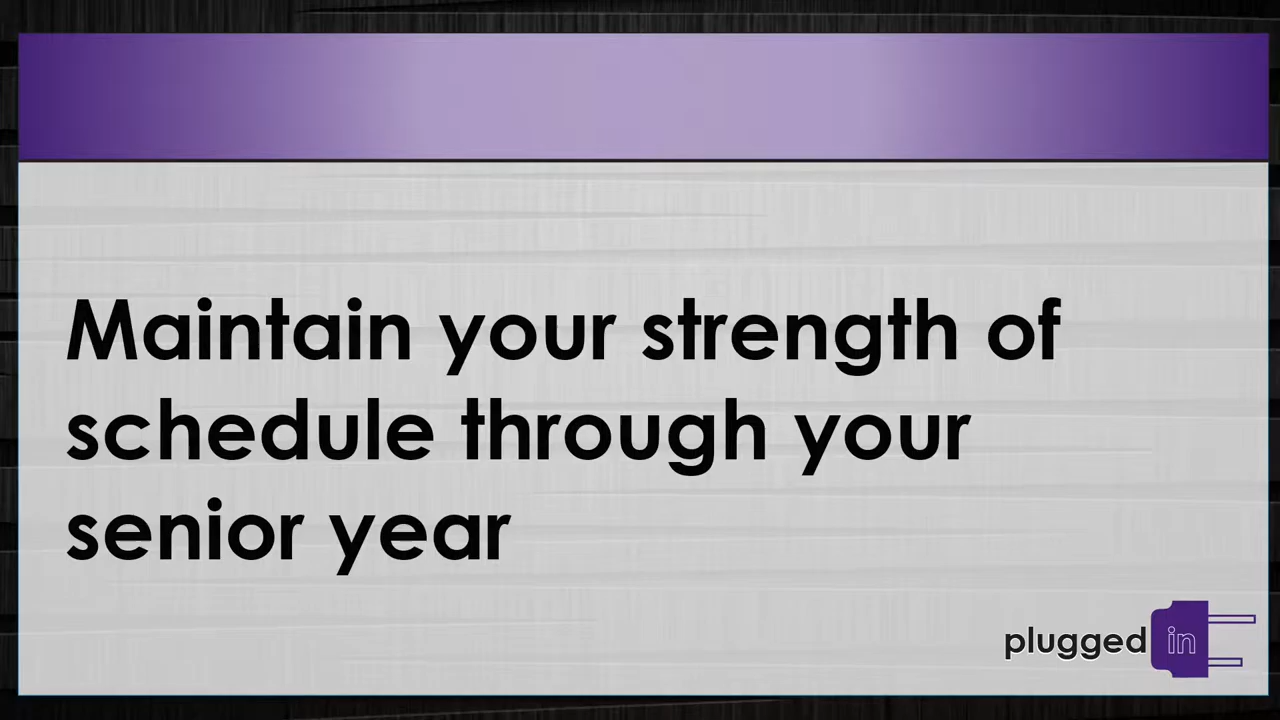 Maintain your strength of
schedule through your
senior year
plugged in